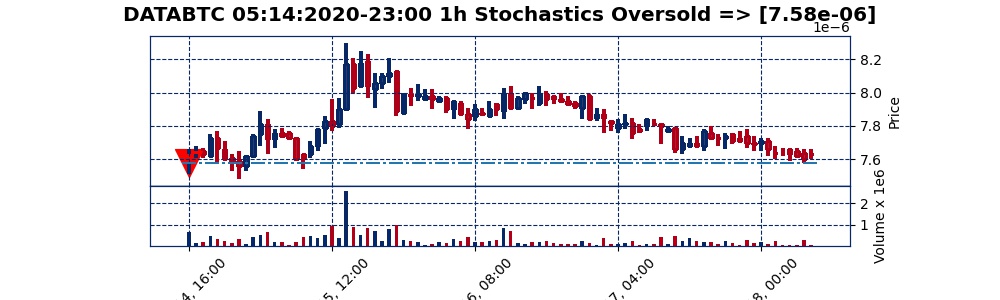 DATABTC 05:14:2020-23:00 1h Stochastics Oversold => [7.58e-06]
1e−6
8.2
8.0
7.8
7.6
Price
2
1
Volume x 1e6
4, 16:00
5, 12:00
6, 08:00
7, 04:00
8, 00:00